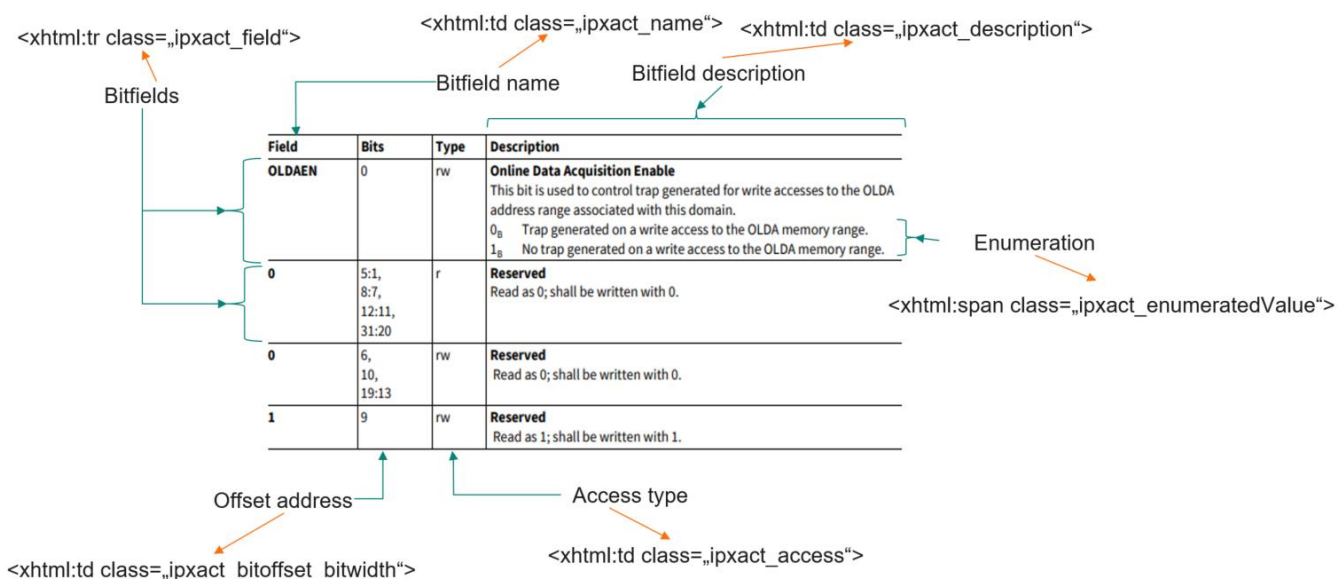 <xhtml:td class=„ipxact_name“>
<xhtml:td class=„ipxact_description“>
<xhtml:tr class=„ipxact_field“>
Bitfield name
Bitfield description
Bitfields
Field Bits Type Description
OLDAEN 0 rw Online Data Acquisition Enable
This bit is used to control trap generated for write accesses to the OLDA
address range associated with this domain.
0B Trap generated on a write access to the OLDA memory range.
1B No trap generated on a write access to the OLDA memory range.
Enumeration
<xhtml:span class=„ipxact_enumeratedValue“>
0 5:1, r Reserved
8:7, Read as 0; shall be written with 0.
12:11,
31:20
0 6, rw Reserved
10, Read as 0; shall be written with 0.
19:13
1 9 rw Reserved
Read as 1; shall be written with 1.
Offset address
Access type
<xhtml:td class=„ipxact_bitoffset_bitwidth“>
<xhtml:td class=„ipxact_access“>